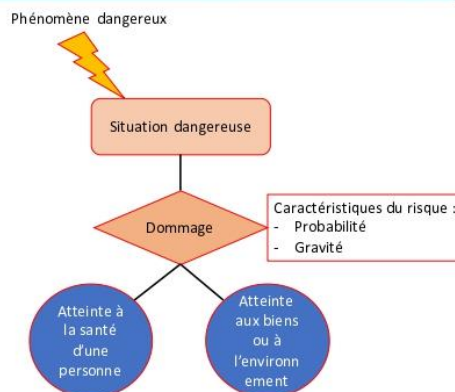 Phénomène dangereux
Situation dangereuse
Dommage
Caractéristiques du risque :
- Probabilité
- Gravité
Atteinte à
la santé
d'une
personne
Atteinte
aux biens
ou à
l'environn
ement